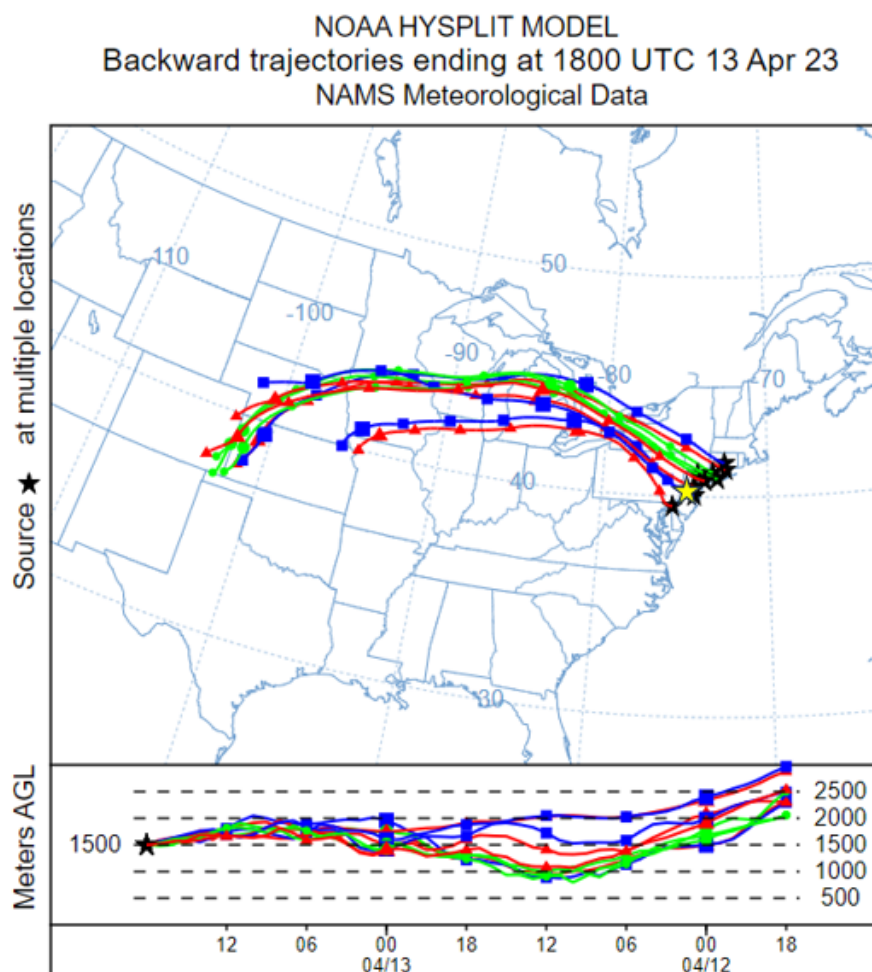 NOAA HYSPLIT MODEL
Backward trajectories ending at 1800 UTC 13 Apr 23
NAMS Meteorological Data
Source ★ at multiple locations
110
-100
50
-90
-80
70
40
30
Meters AGL
1500
2500
2000
1500
1000
500
12 06 00 18 12 06 00 18
04/13 04/12